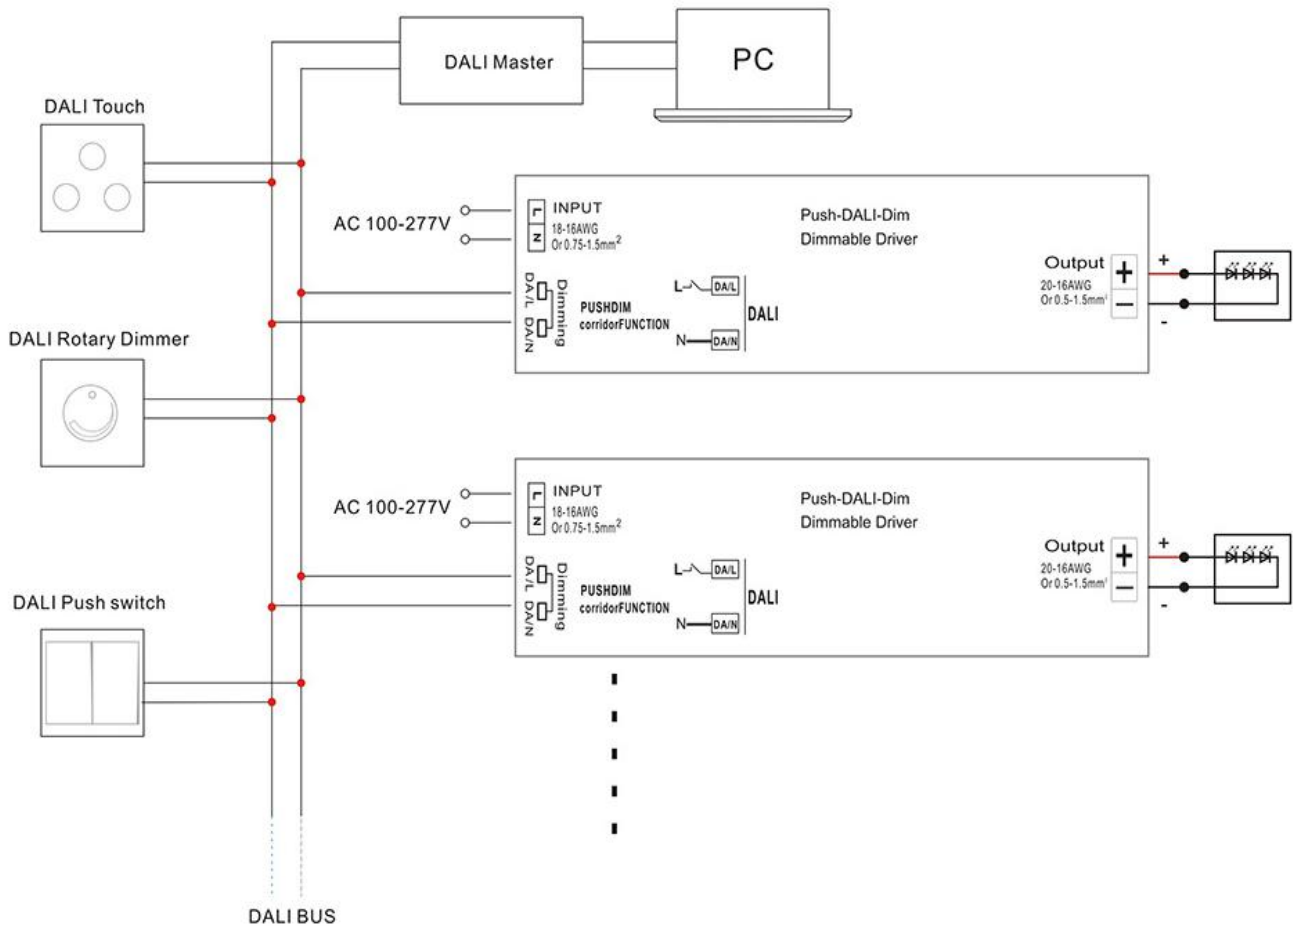 DALI Master
PC
DALI Touch
AC 100-277V
L
N
INPUT
18-16AWG
Or 0.75-1.5mm²
DA/L
DA/N
Dimming
PUSHDIM
corridorFUNCTION
L
DA/L
N
DA/N
DALI
Push-DALI-Dim
Dimmable Driver
Output
20-16AWG
Or 0.5-1.5mm²
+
−
+
-
DALI Rotary Dimmer
AC 100-277V
L
N
INPUT
18-16AWG
Or 0.75-1.5mm²
DA/L
DA/N
Dimming
PUSHDIM
corridorFUNCTION
L
DA/L
N
DA/N
DALI
Push-DALI-Dim
Dimmable Driver
Output
20-16AWG
Or 0.5-1.5mm²
+
−
+
-
DALI Push switch
DALI BUS